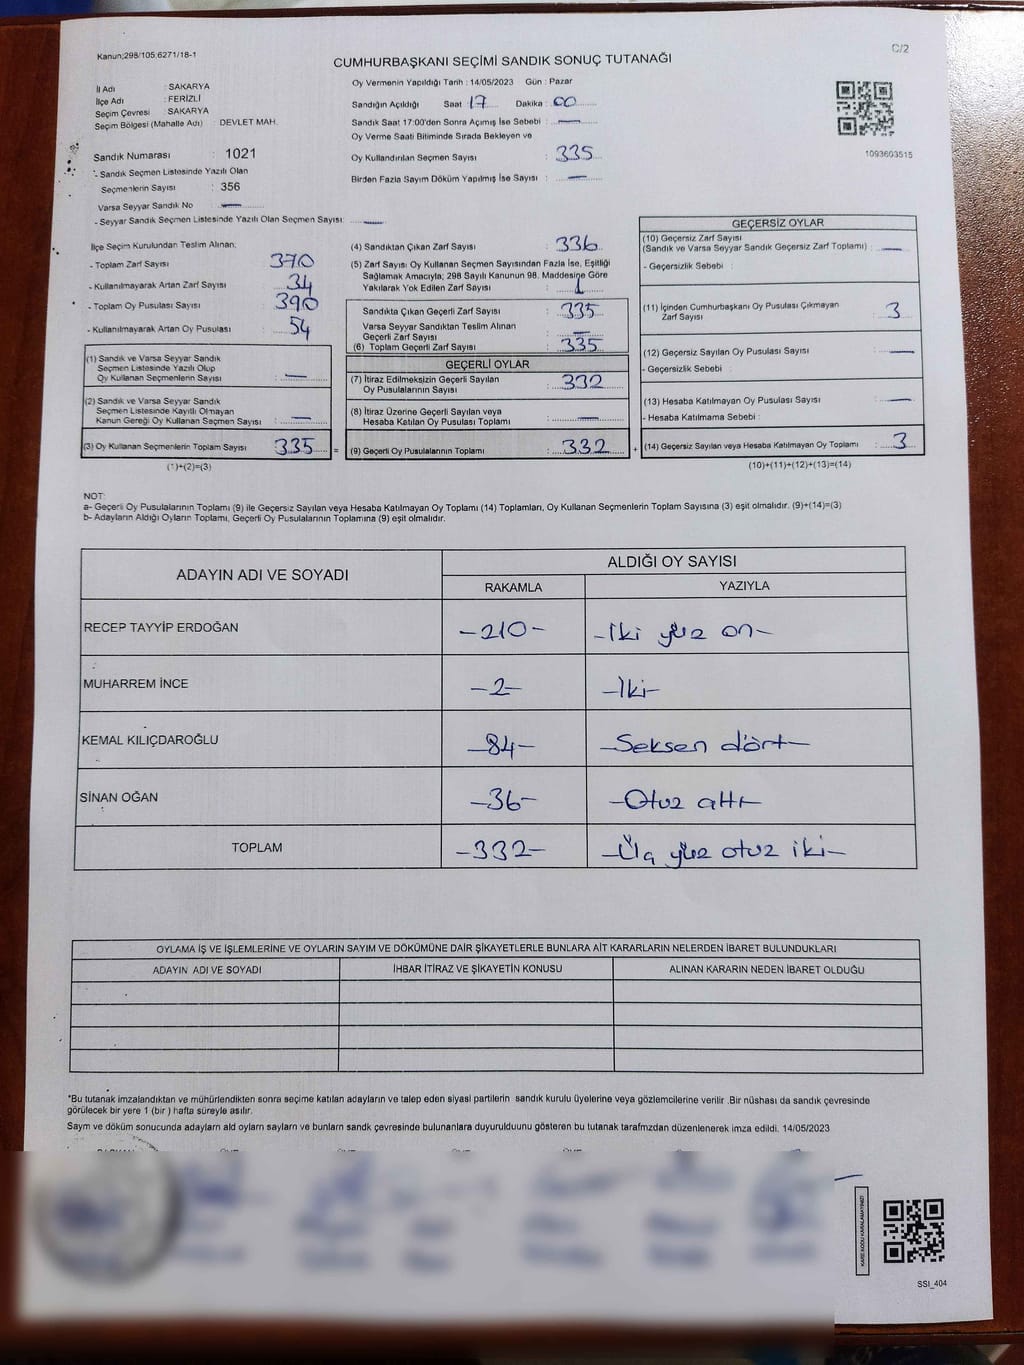 Kanun;298/105:6271/18-1
C/2
CUMHURBAŞKANI SEÇİMİ SANDIK SONUÇ TUTANAĞI
İl Adı : SAKARYA
İlçe Adı : FERİZLİ
Seçim Çevresi : SAKARYA
Seçim Bölgesi (Mahalle Adı) : DEVLET MAH.
Sandık Numarası : 1021
- Sandık Seçmen Listesinde Yazılı Olan
Seçmenlerin Sayısı : 356
Varsa Seyyar Sandık No : —
- Seyyar Sandık Seçmen Listesinde Yazılı Olan Seçmen Sayısı: —
Oy Vermenin Yapıldığı Tarih : 14/05/2023 Gün : Pazar
Sandığın Açıldığı Saat : 17 Dakika : 00
Sandık Saat 17:00'den Sonra Açımış İse Sebebi : —
Oy Verme Saati Bitiminde Sırada Bekleyen ve
Oy Kullandırılan Seçmen Sayısı : 335
Birden Fazla Sayım Döküm Yapılmış İse Sayısı : —
1093603515
İlçe Seçim Kurulundan Teslim Alınan:
- Toplam Zarf Sayısı : 370
- Kullanılmayarak Artan Zarf Sayısı : 34
- Toplam Oy Pusulası Sayısı : 390
- Kullanılmayarak Artan Oy Pusulası : 54
(1) Sandık ve Varsa Seyyar Sandık
Seçmen Listesinde Yazılı Olup
Oy Kullanan Seçmenlerin Sayısı : —
(2) Sandık ve Varsa Seyyar Sandık
Seçmen Listesinde Kayıtlı Olmayan
Kanun Gereği Oy Kullanan Seçmen Sayısı : —
(3) Oy Kullanan Seçmenlerin Toplam Sayısı : 335 =
(1)+(2)=(3)
(4) Sandıktan Çıkan Zarf Sayısı : 336
(5) Zarf Sayısı Oy Kullanan Seçmen Sayısından Fazla İse, Eşitliği
Sağlamak Amacıyla; 298 Sayılı Kanunun 98. Maddesine Göre
Yakılarak Yok Edilen Zarf Sayısı : 1
Sandıkta Çıkan Geçerli Zarf Sayısı : 335
Varsa Seyyar Sandıktan Teslim Alınan
Geçerli Zarf Sayısı : —
(6) Toplam Geçerli Zarf Sayısı : 335
GEÇERLİ OYLAR
(7) İtiraz Edilmeksizin Geçerli Sayılan
Oy Pusulalarının Sayısı : 332
(8) İtiraz Üzerine Geçerli Sayılan veya
Hesaba Katılan Oy Pusulası Toplamı : —
(9) Geçerli Oy Pusulalarının Toplamı : 332 +
GEÇERSİZ OYLAR
(10) Geçersiz Zarf Sayısı
(Sandık ve Varsa Seyyar Sandık Geçersiz Zarf Toplamı) : —
- Geçersizlik Sebebi :
(11) İçinden Cumhurbaşkanı Oy Pusulası Çıkmayan
Zarf Sayısı : 3
(12) Geçersiz Sayılan Oy Pusulası Sayısı : —
- Geçersizlik Sebebi :
(13) Hesaba Katılmayan Oy Pusulası Sayısı : —
- Hesaba Katılmama Sebebi :
(14) Geçersiz Sayılan veya Hesaba Katılmayan Oy Toplamı : 3
(10)+(11)+(12)+(13)=(14)
NOT:
a- Geçerli Oy Pusulalarının Toplamı (9) ile Geçersiz Sayılan veya Hesaba Katılmayan Oy Toplamı (14) Toplamları, Oy Kullanan Seçmenlerin Toplam Sayısına (3) eşit olmalıdır. (9)+(14)=(3)
b- Adayların Aldığı Oyların Toplamı, Geçerli Oy Pusulalarının Toplamına (9) eşit olmalıdır.
ADAYIN ADI VE SOYADI
ALDIĞI OY SAYISI
RAKAMLA YAZIYLA
RECEP TAYYİP ERDOĞAN -210- -İki yüz on-
MUHARREM İNCE -2- -İki-
KEMAL KILIÇDAROĞLU -84- -Seksen dört-
SİNAN OĞAN -36- -Otuz altı-
TOPLAM -332- -Üç yüz otuz iki-
OYLAMA İŞ VE İŞLEMLERİNE VE OYLARIN SAYIM VE DÖKÜMÜNE DAİR ŞİKAYETLERLE BUNLARA AİT KARARLARIN NELERDEN İBARET BULUNDUKLARI
ADAYIN ADI VE SOYADI İHBAR İTİRAZ VE ŞİKAYETİN KONUSU ALINAN KARARIN NEDEN İBARET OLDUĞU
*Bu tutanak imzalandıktan ve mühürlendikten sonra seçime katılan adayların ve talep eden siyasi partilerin sandık kurulu üyelerine veya gözlemcilerine verilir .Bir nüshası da sandık çevresinde
görülecek bir yere 1 (bir ) hafta süreyle asılır.
Saym ve döküm sonucunda adaylarn ald oylarn saylarn ve bunlarn sandk çevresinde bulunanlara duyurulduunu gösteren bu tutanak tarafmzdan düzenlenerek imza edildi. 14/05/2023
KARE KODU KARALAMAYINIZ!
SSI_404